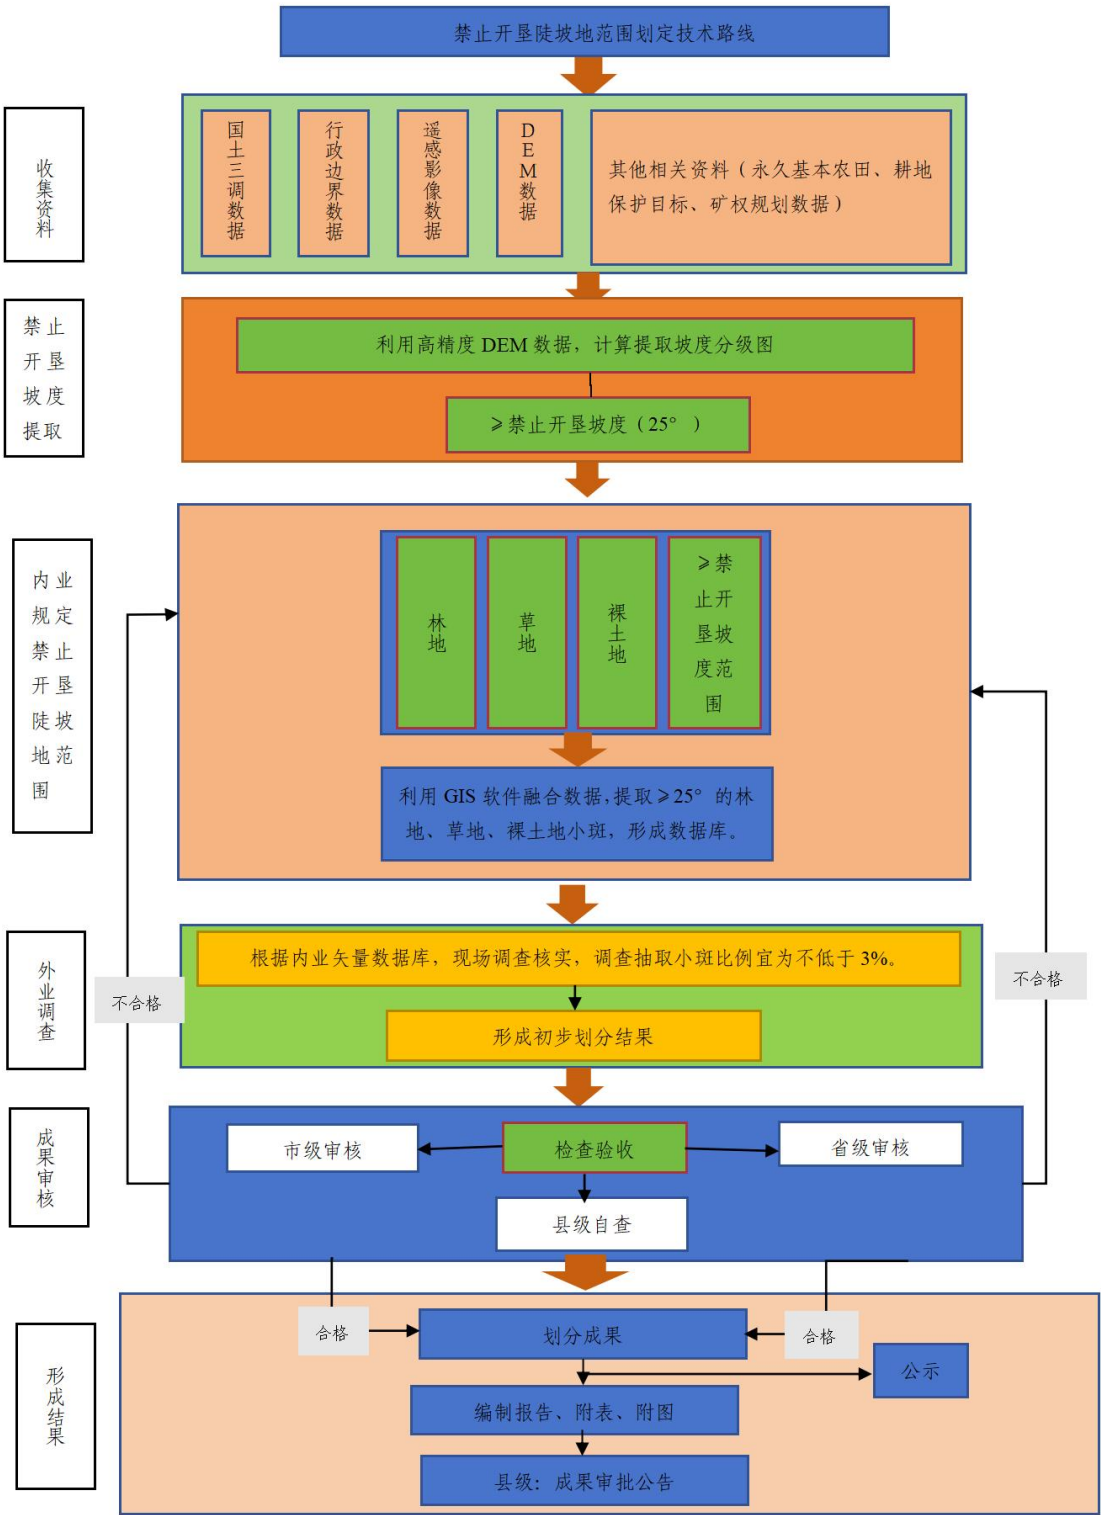 禁止开垦陡坡地范围划定技术路线
收集资料
国土三调数据
行政边界数据
遥感影像数据
DEM数据
其他相关资料（永久基本农田、耕地
保护目标、矿权规划数据）
禁止
开垦
坡度
提取
利用高精度 DEM 数据，计算提取坡度分级图
≥禁止开垦坡度（25°）
内业
规定
禁止
开垦
陡坡
地范
围
林地
草地
裸土地
≥禁
止开
垦坡
度范
围
利用 GIS 软件融合数据,提取≥25°的林
地、草地、裸土地小班，形成数据库。
外业调查
根据内业矢量数据库，现场调查核实，调查抽取小班比例宜为不低于 3%。
不合格
不合格
形成初步划分结果
成果审核
市级审核
检查验收
省级审核
县级自查
形成结果
合格
划分成果
合格
公示
编制报告、附表、附图
县级：成果审批公告